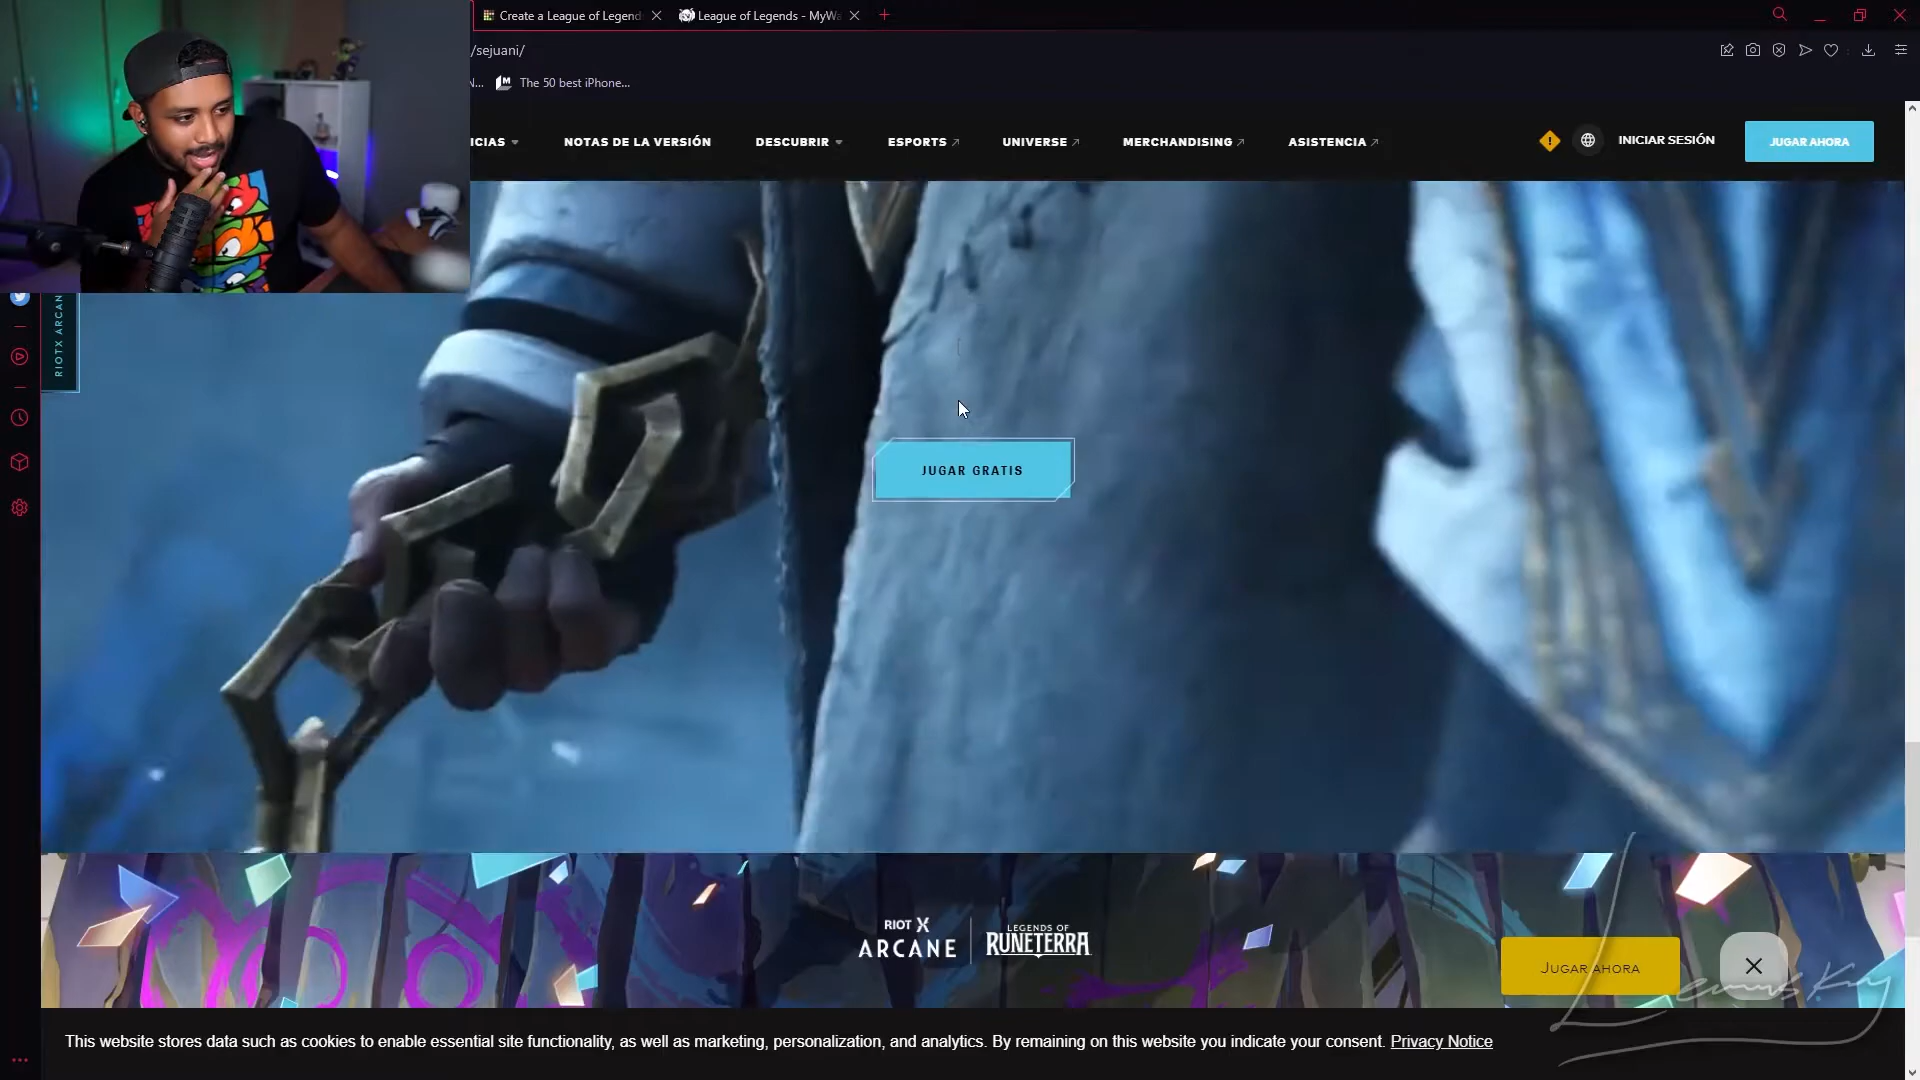 Create a League of Legend
League of Legends - MyWa
/sejuani/
N...
The 50 best iPhone...
ICIAS
NOTAS DE LA VERSIÓN
DESCUBRIR
ESPORTS
UNIVERSE
MERCHANDISING
ASISTENCIA
INICIAR SESIÓN
JUGAR AHORA
RIOTX ARCAN
JUGAR GRATIS
RIOT X
ARCANE
LEGENDS OF
RUNETERRA
JUGAR AHORA
This website stores data such as cookies to enable essential site functionality, as well as marketing, personalization, and analytics. By remaining on this website you indicate your consent. Privacy Notice